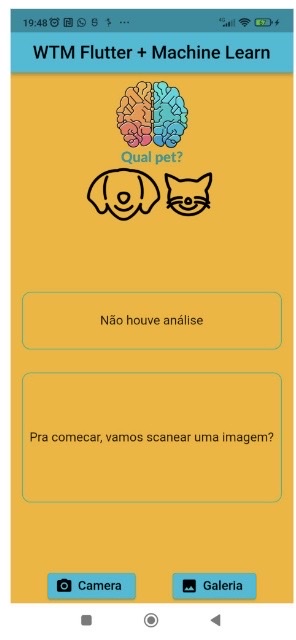 19:48
WTM Flutter + Machine Learn
Qual pet?
Não houve análise
Pra comecar, vamos scanear uma imagem?
Camera
Galeria